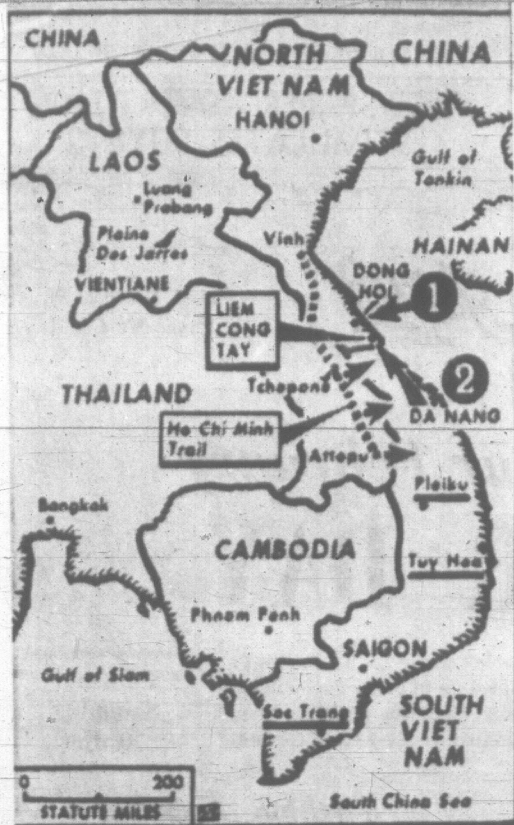 CHINA
NORTH
VIET NAM
CHINA
HANOI
LAOS
Gulf of
Tonkin
Luang
Prabang
Vinh
HAINAN
Plaine
Des Jarres
DONG
HOI
VIENTIANE
1
LIEM
CONG
TAY
2
THAILAND
Tchepone
DA NANG
Ho Chi Minh
Trail
Attopu
Pleiku
Bangkok
CAMBODIA
Tuy Hoa
Phnom Penh
SAIGON
Gulf of Siam
SOUTH
VIET
NAM
Soc Trang
0 200
STATUTE MILES
South China Sea